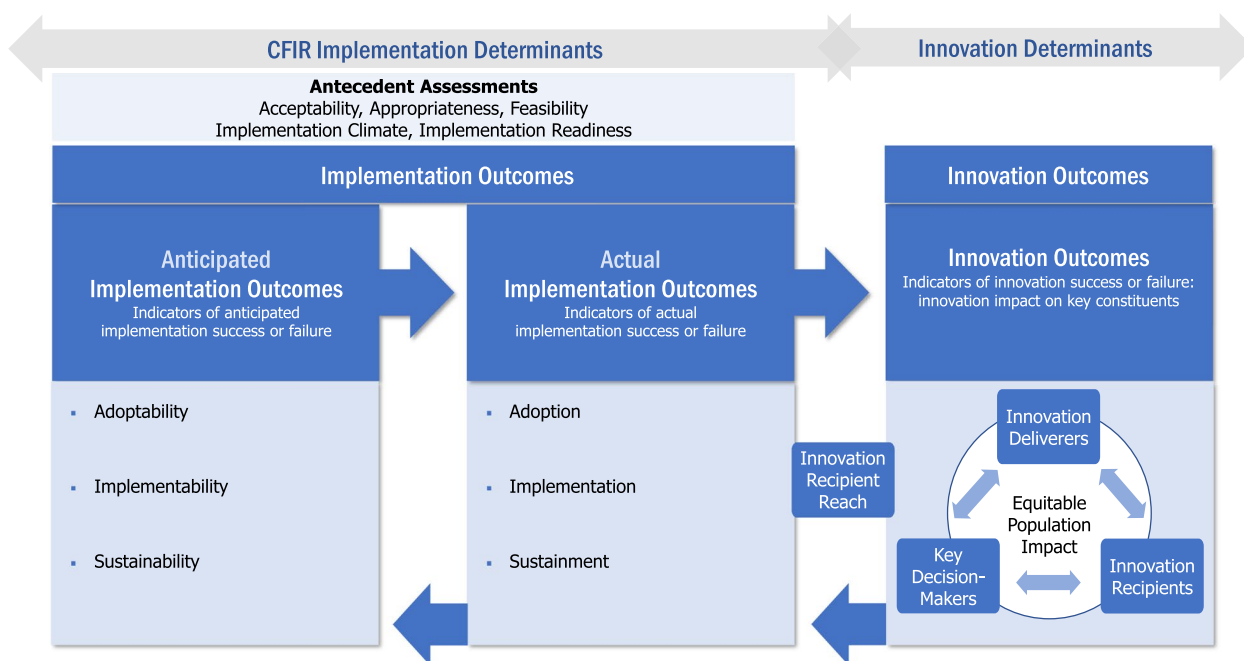 CFIR Implementation Determinants
Innovation Determinants
Antecedent Assessments
Acceptability, Appropriateness, Feasibility
Implementation Climate, Implementation Readiness
Implementation Outcomes
Innovation Outcomes
Anticipated
Implementation Outcomes
Indicators of anticipated
implementation success or failure
Actual
Implementation Outcomes
Indicators of actual
implementation success or failure
Innovation Outcomes
Indicators of innovation success or failure:
innovation impact on key constituents
▪ Adoptability
▪ Implementability
▪ Sustainability
▪ Adoption
▪ Implementation
▪ Sustainment
Innovation
Recipient
Reach
Innovation
Deliverers
Equitable
Population
Impact
Key
Decision-
Makers
Innovation
Recipients